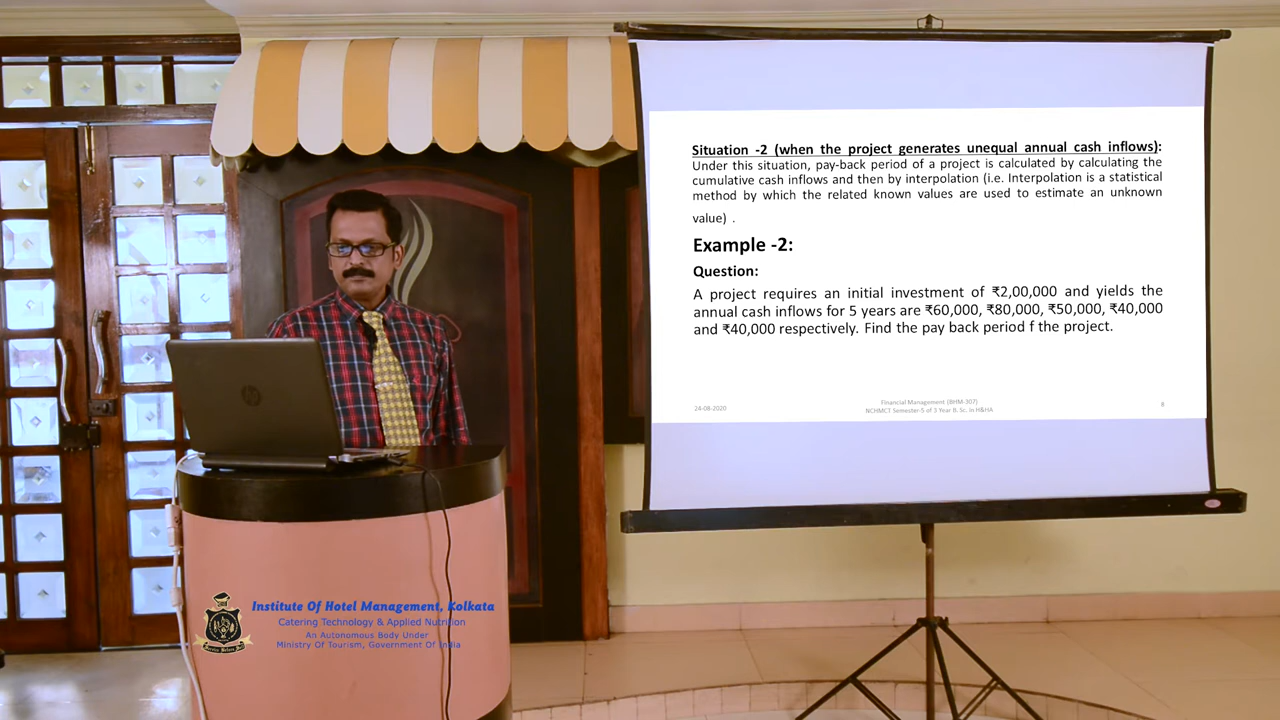 Situation -2 (when the project generates unequal annual cash inflows):
Under this situation, pay-back period of a project is calculated by calculating the
cumulative cash inflows and then by interpolation (i.e. Interpolation is a statistical
method by which the related known values are used to estimate an unknown
value) .
Example -2:
Question:
A project requires an initial investment of ₹2,00,000 and yields the
annual cash inflows for 5 years are ₹60,000, ₹80,000, ₹50,000, ₹40,000
and ₹40,000 respectively. Find the pay back period f the project.
24-08-2020
Financial Management (BHM-307)
NCHMCT Semester-5 of 3 Year B. Sc. in H&HA
8
Institute Of Hotel Management, Kolkata
Catering Technology & Applied Nutrition
An Autonomous Body Under
Ministry Of Tourism, Government Of India